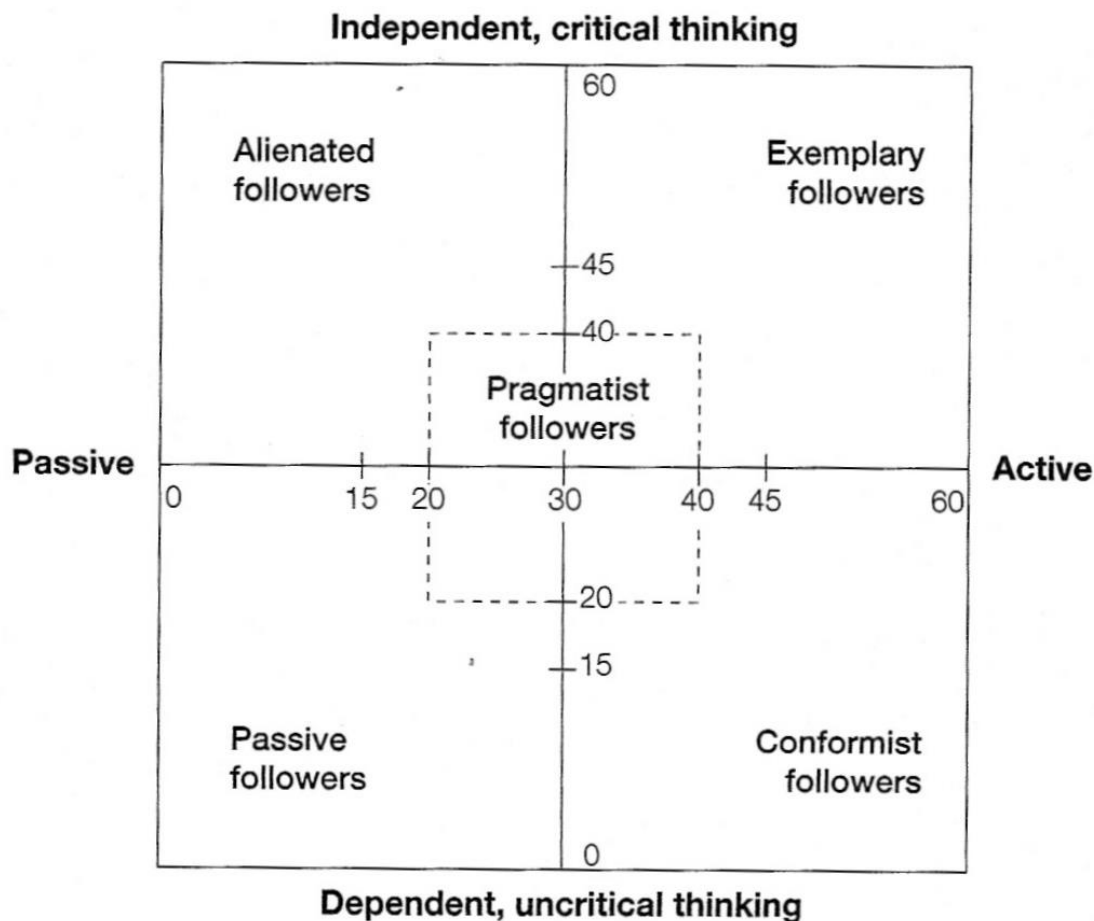 Independent, critical thinking
60
Alienated
followers
Exemplary
followers
45
40
Pragmatist
followers
Passive
Active
0
15
20
30
40
45
60
20
15
Passive
followers
Conformist
followers
0
Dependent, uncritical thinking